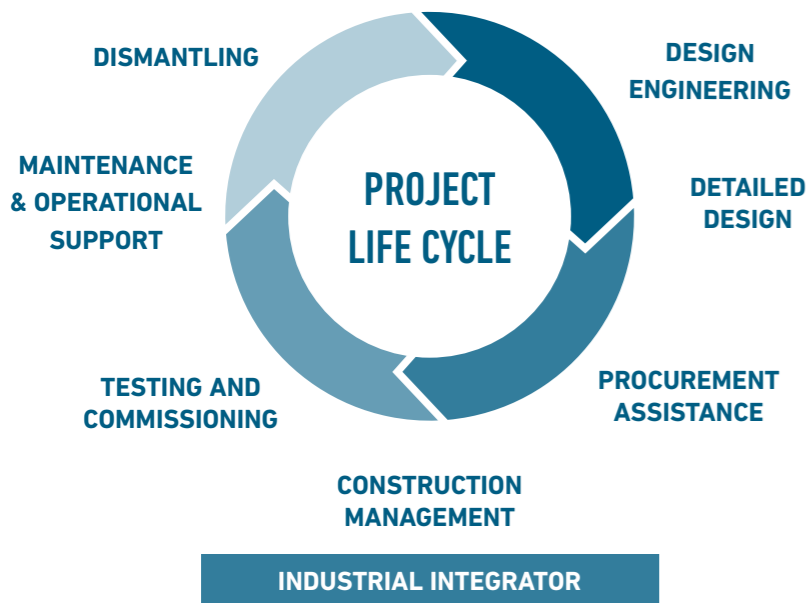 DISMANTLING
DESIGN
ENGINEERING
MAINTENANCE
& OPERATIONAL
SUPPORT
PROJECT
LIFE CYCLE
DETAILED
DESIGN
TESTING AND
COMMISSIONING
PROCUREMENT
ASSISTANCE
CONSTRUCTION
MANAGEMENT
INDUSTRIAL INTEGRATOR